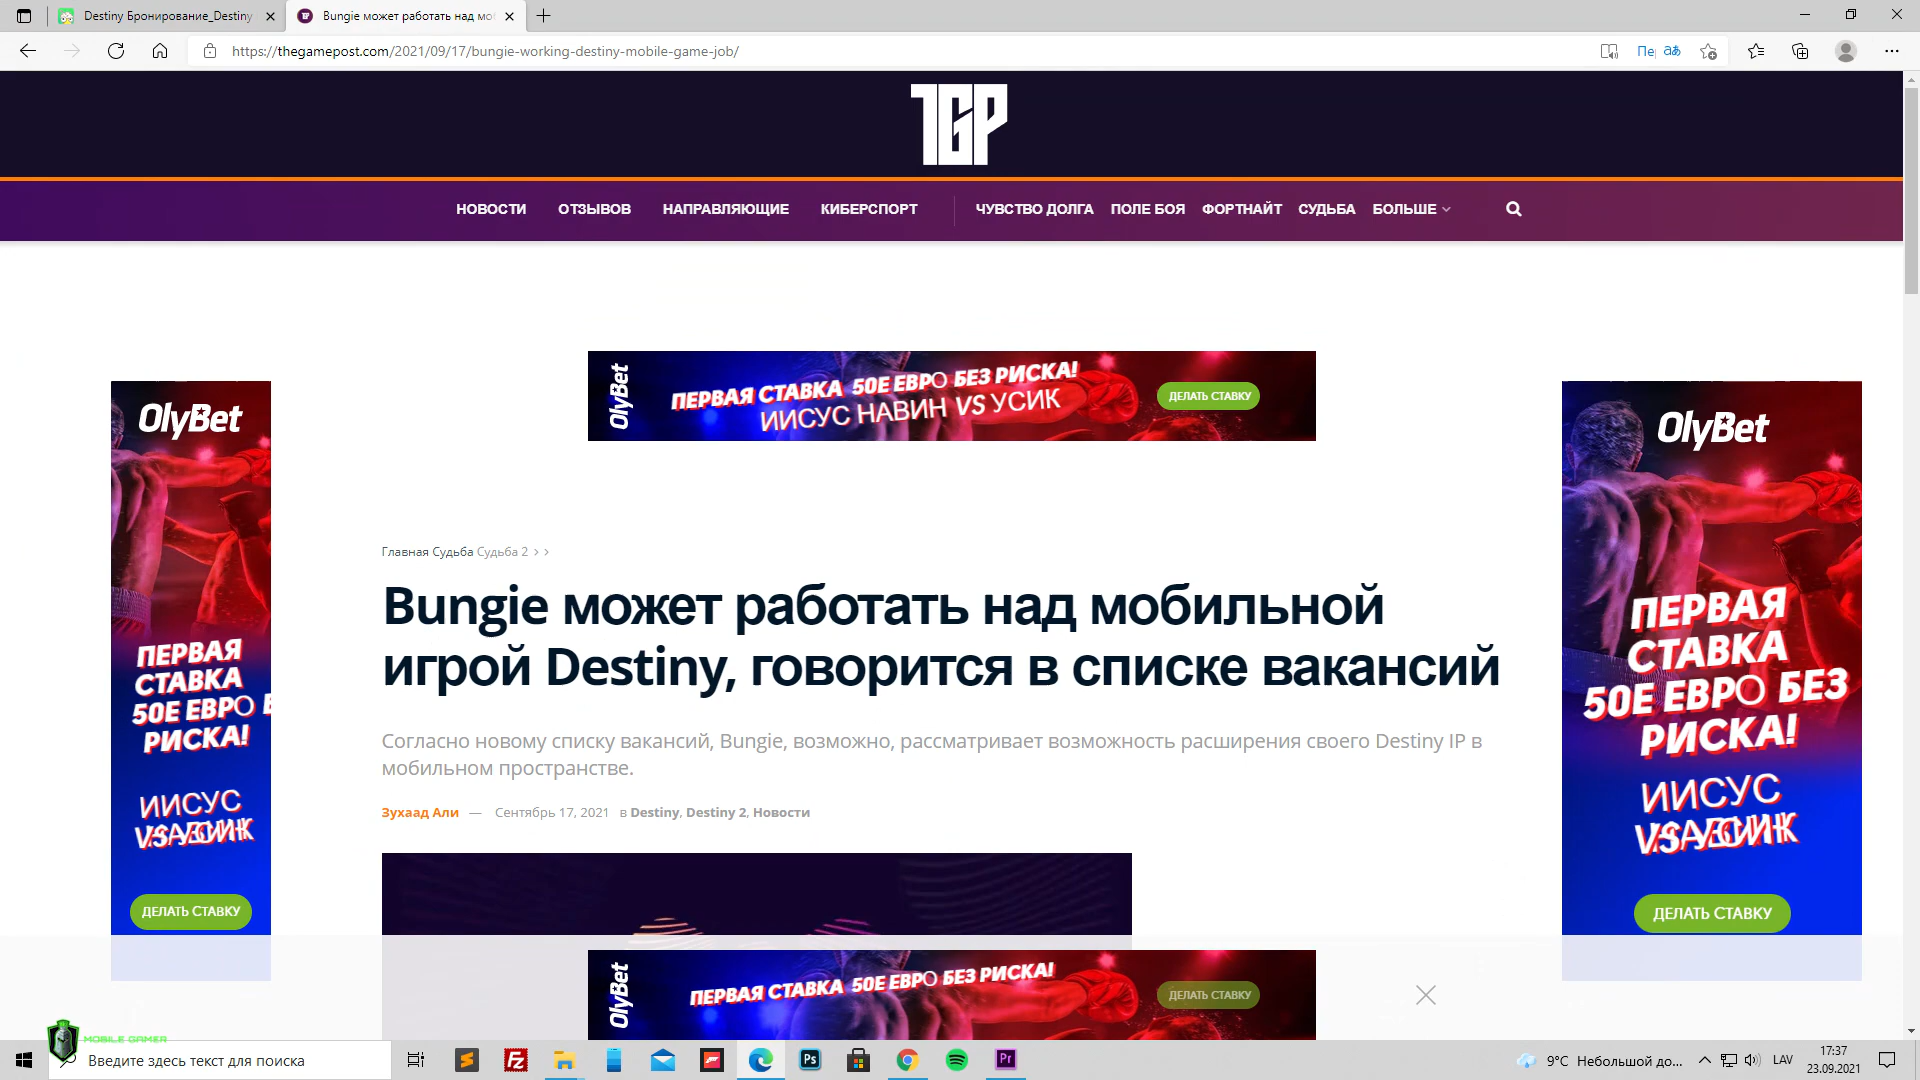 Destiny Бронирование_Destiny
Bungie может работать над мо
https://thegamepost.com/2021/09/17/bungie-working-destiny-mobile-game-job/
TGP
НОВОСТИ ОТЗЫВОВ НАПРАВЛЯЮЩИЕ КИБЕРСПОРТ ЧУВСТВО ДОЛГА ПОЛЕ БОЯ ФОРТНАЙТ СУДЬБА БОЛЬШЕ
OlyBet
ПЕРВАЯ СТАВКА 50Е ЕВРО БЕЗ РИСКА!
ИИСУС НАВИН VS УСИК
ДЕЛАТЬ СТАВКУ
OlyBet
ПЕРВАЯ
СТАВКА
50Е ЕВРО Б
РИСКА!
ИИСУС
ДЕЛАТЬ СТАВКУ
OlyBet
ПЕРВАЯ
СТАВКА
50Е ЕВРО БЕЗ
РИСКА!
ИИСУС
ДЕЛАТЬ СТАВКУ
Главная Судьба Судьба 2 > >
Bungie может работать над мобильной
игрой Destiny, говорится в списке вакансий
Согласно новому списку вакансий, Bungie, возможно, рассматривает возможность расширения своего Destiny IP в
мобильном пространстве.
Зухаад Али — Сентябрь 17, 2021 в Destiny, Destiny 2, Новости
OlyBet
ПЕРВАЯ СТАВКА 50Е ЕВРО БЕЗ РИСКА!
ДЕЛАТЬ СТАВКУ
MOBILE GAMER
Введите здесь текст для поиска
Ps
Pr
9°C Небольшой до...
LAV
17:37
23.09.2021